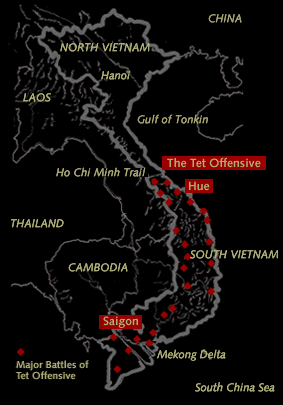 CHINA
NORTH VIETNAM
Hanoi
LAOS
Gulf of Tonkin
The Tet Offensive
Ho Chi Minh Trail
Hue
THAILAND
SOUTH VIETNAM
CAMBODIA
Saigon
Mekong Delta
Major Battles of
Tet Offensive
South China Sea